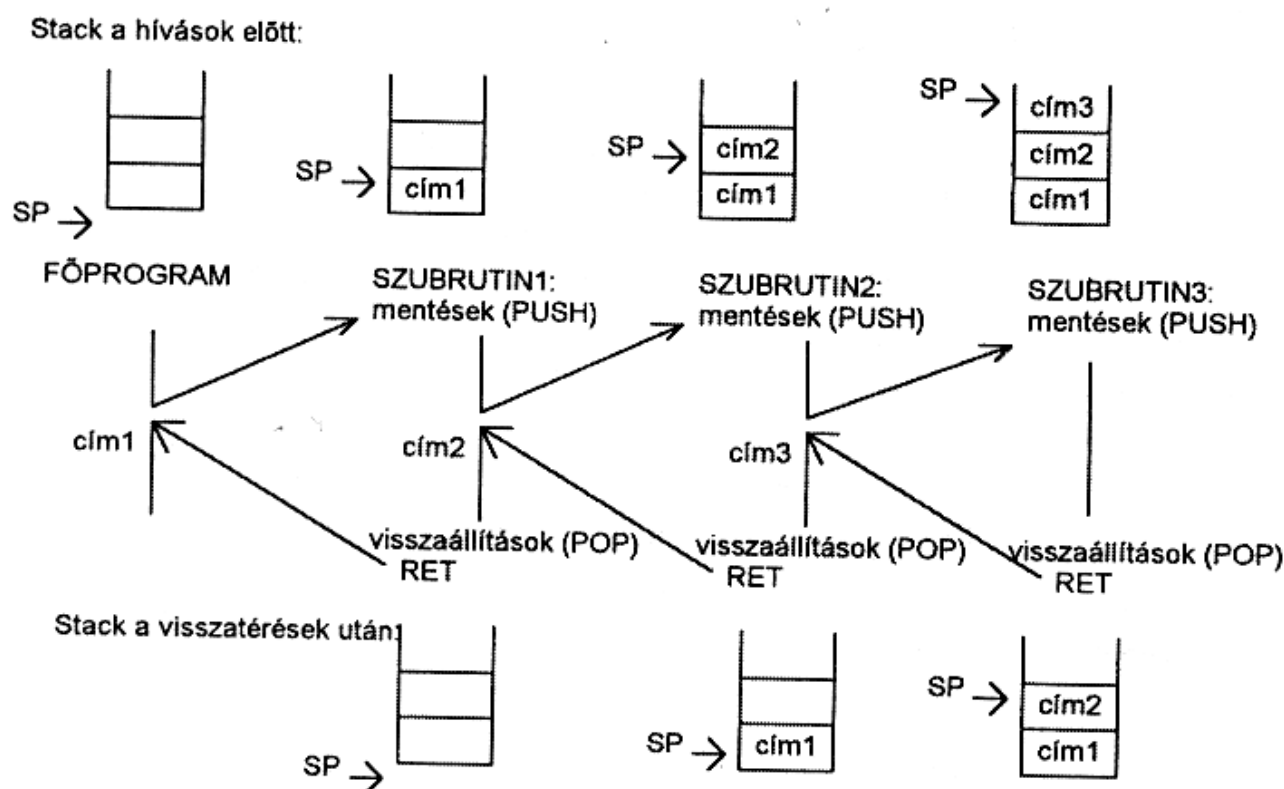 Stack a hívások előtt:
SP
SP
cím1
SP
cím2
cím1
SP
cím3
cím2
cím1
FŐPROGRAM
SZUBRUTIN1:
mentések (PUSH)
SZUBRUTIN2:
mentések (PUSH)
SZUBRUTIN3:
mentések (PUSH)
cím1
cím2
cím3
visszaállítások (POP)
RET
visszaállítások (POP)
RET
visszaállítások (POP)
RET
Stack a visszatérések után:
SP
SP
cím1
SP
cím2
cím1